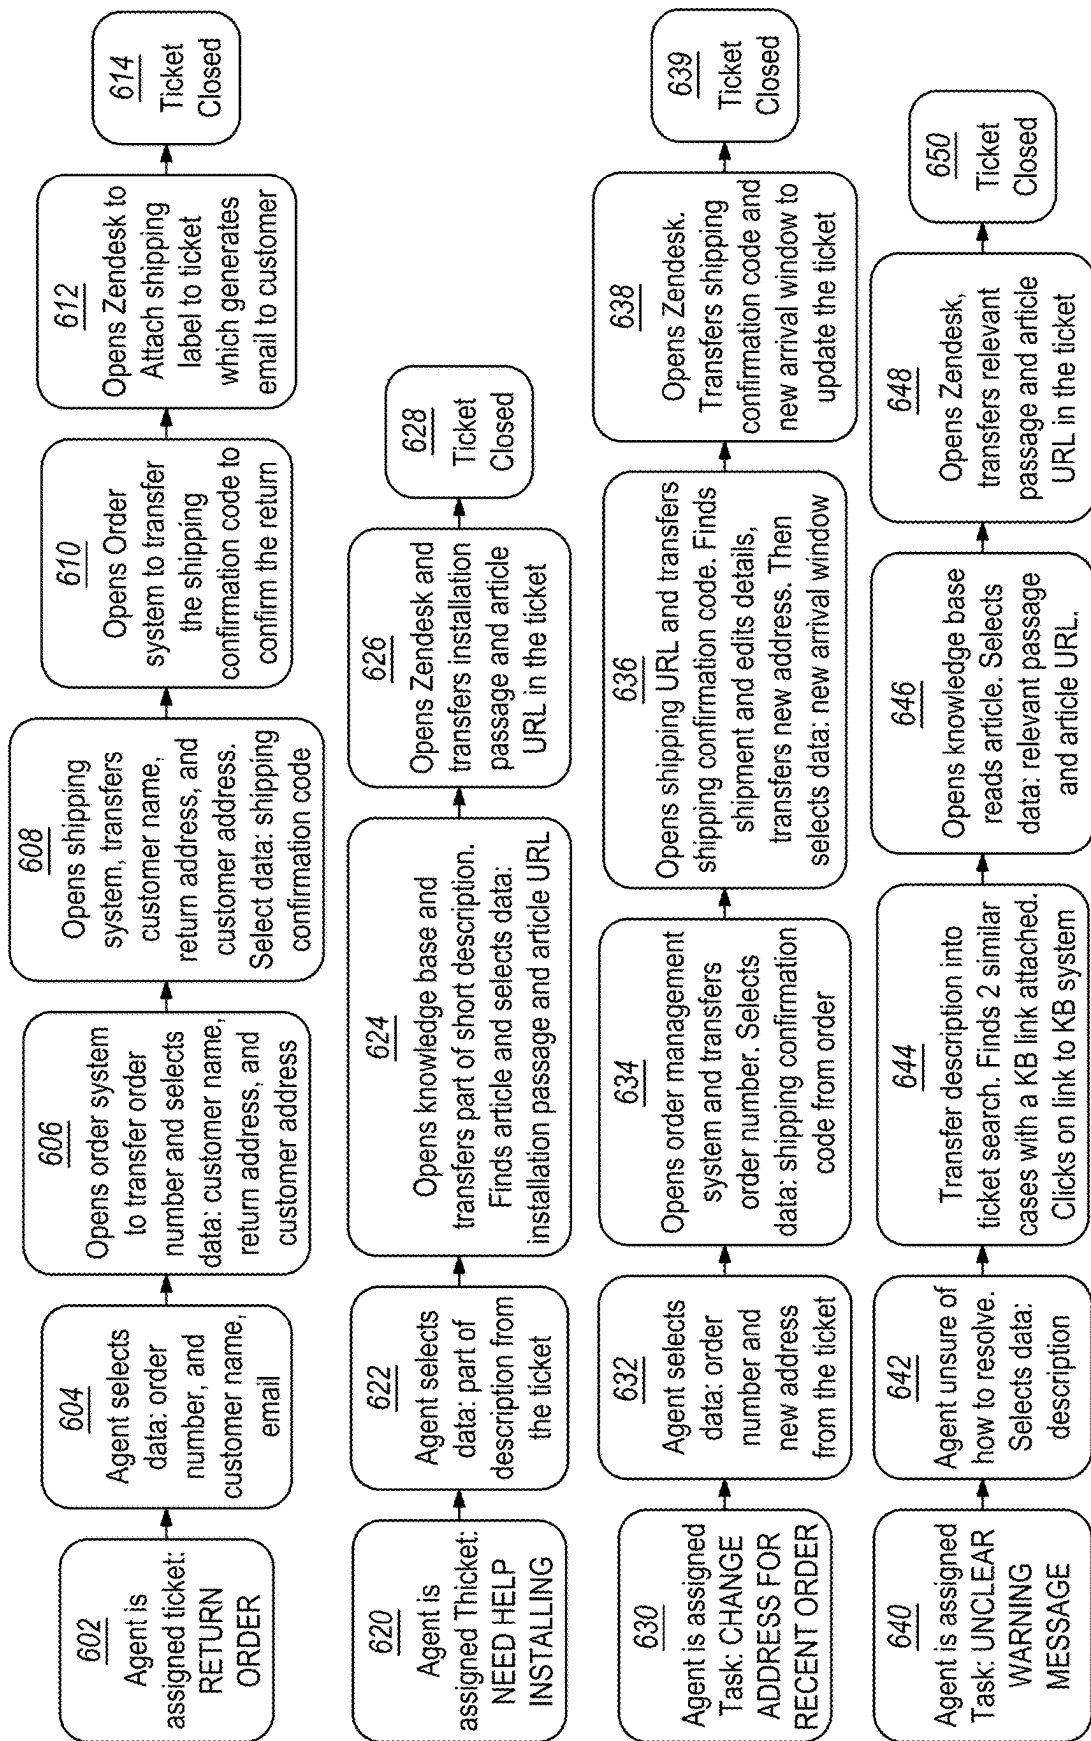 602
Agent is
assigned ticket:
RETURN
ORDER
604
Agent selects
data: order
number, and
customer name,
email
606
Opens order system
to transfer order
number and selects
data: customer name,
return address, and
customer address
608
Opens shipping
system, transfers
customer name,
return address, and
customer address.
Select data: shipping
confirmation code
610
Opens Order
system to transfer
the shipping
confirmation code to
confirm the return
612
Opens Zendesk to
Attach shipping
label to ticket
which generates
email to customer
614
Ticket
Closed
620
Agent is
assigned Thicket:
NEED HELP
INSTALLING
622
Agent selects
data: part of
description from
the ticket
624
Opens knowledge base and
transfers part of short description.
Finds article and selects data:
installation passage and article URL
626
Opens Zendesk and
transfers installation
passage and article
URL in the ticket
628
Ticket
Closed
630
Agent is assigned
Task: CHANGE
ADDRESS FOR
RECENT ORDER
632
Agent selects
data: order
number and
new address
from the ticket
634
Opens order management
system and transfers
order number. Selects
data: shipping confirmation
code from order
636
Opens shipping URL and transfers
shipping confirmation code. Finds
shipment and edits details,
transfers new address. Then
selects data: new arrival window
638
Opens Zendesk.
Transfers shipping
confirmation code and
new arrival window to
update the ticket
639
Ticket
Closed
640
Agent is assigned
Task: UNCLEAR
WARNING
MESSAGE
642
Agent unsure of
how to resolve.
Selects data:
description
644
Transfer description into
ticket search. Finds 2 similar
cases with a KB link attached.
Clicks on link to KB system
646
Opens knowledge base
reads article. Selects
data: relevant passage
and article URL.
648
Opens Zendesk,
transfers relevant
passage and article
URL in the ticket
650
Ticket
Closed